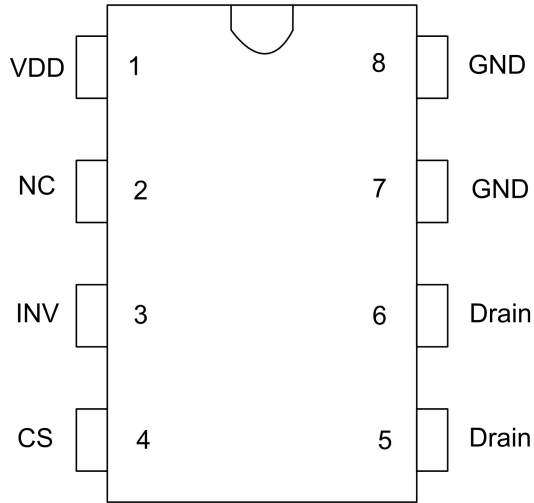 VDD 1 8 GND
NC 2 7 GND
INV 3 6 Drain
CS 4 5 Drain